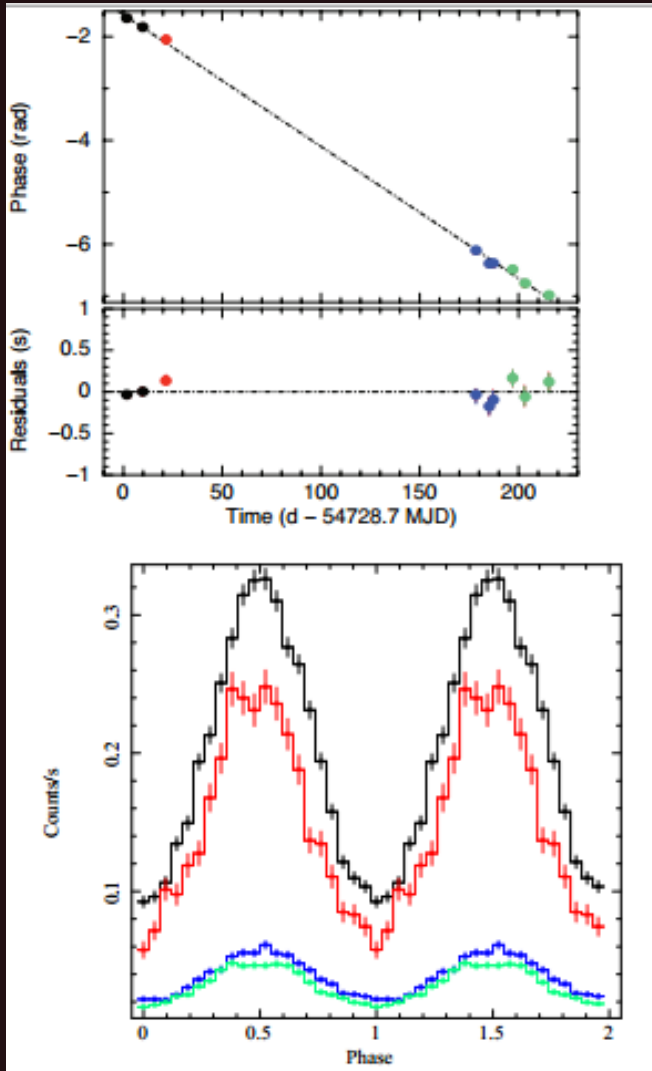 Phase (rad)
−2
−4
−6
Residuals (s)
1
0.5
0
−0.5
−1
0 50 100 150 200
Time (d − 54728.7 MJD)
Counts/s
0.3
0.2
0.1
0 0.5 1 1.5 2
Phase